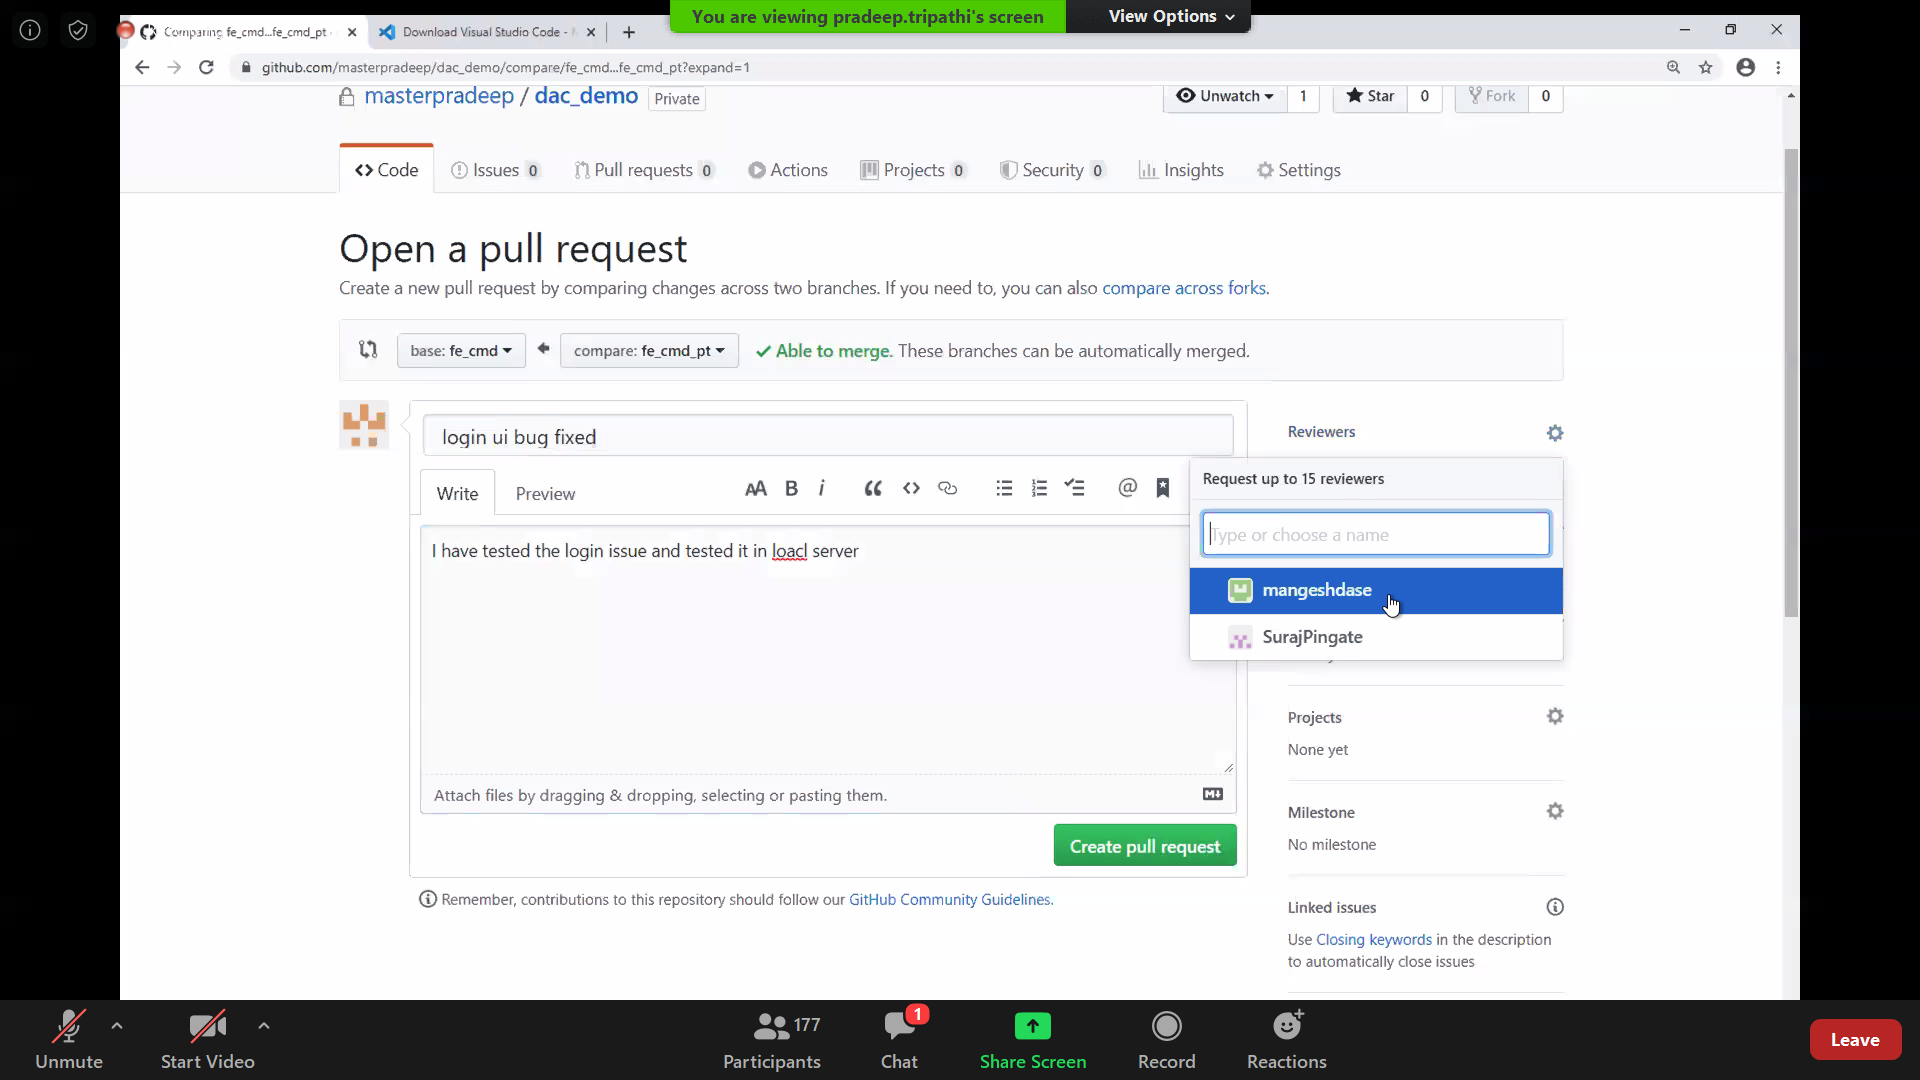 You are viewing pradeep.tripathi's screen
View Options
Comparing fe_cmd...fe_cmd_pt ·
Download Visual Studio Code -
github.com/masterpradeep/dac_demo/compare/fe_cmd...fe_cmd_pt?expand=1
masterpradeep / dac_demo Private
Unwatch 1 Star 0 Fork 0
Code Issues 0 Pull requests 0 Actions Projects 0 Security 0 Insights Settings
Open a pull request
Create a new pull request by comparing changes across two branches. If you need to, you can also compare across forks.
base: fe_cmd compare: fe_cmd_pt Able to merge. These branches can be automatically merged.
login ui bug fixed
Reviewers
Write Preview AA B i @
Request up to 15 reviewers
Type or choose a name
I have tested the login issue and tested it in loacl server
mangeshdase
SurajPingate
Projects
None yet
Attach files by dragging & dropping, selecting or pasting them.
Milestone
No milestone
Create pull request
Remember, contributions to this repository should follow our GitHub Community Guidelines.
Linked issues
Use Closing keywords in the description
to automatically close issues
Unmute
Start Video
177
Participants
1
Chat
Share Screen
Record
Reactions
Leave